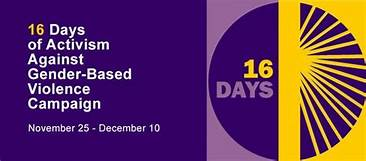 16 Days
of Activism
Against
Gender-Based
Violence
Campaign
November 25 - December 10
16
DAYS